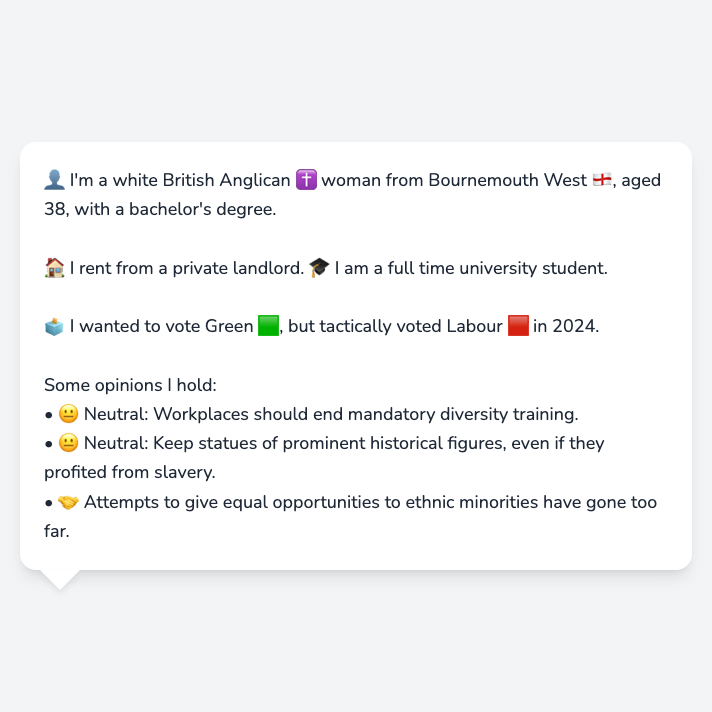 👤 I'm a white British Anglican ✝️ woman from Bournemouth West 🏴󠁧󠁢󠁥󠁮󠁧󠁿, aged
38, with a bachelor's degree.
🏠 I rent from a private landlord. 🎓 I am a full time university student.
🗳️ I wanted to vote Green 🟩, but tactically voted Labour 🟥 in 2024.
Some opinions I hold:
• 😐 Neutral: Workplaces should end mandatory diversity training.
• 😐 Neutral: Keep statues of prominent historical figures, even if they
profited from slavery.
• 🤝 Attempts to give equal opportunities to ethnic minorities have gone too
far.